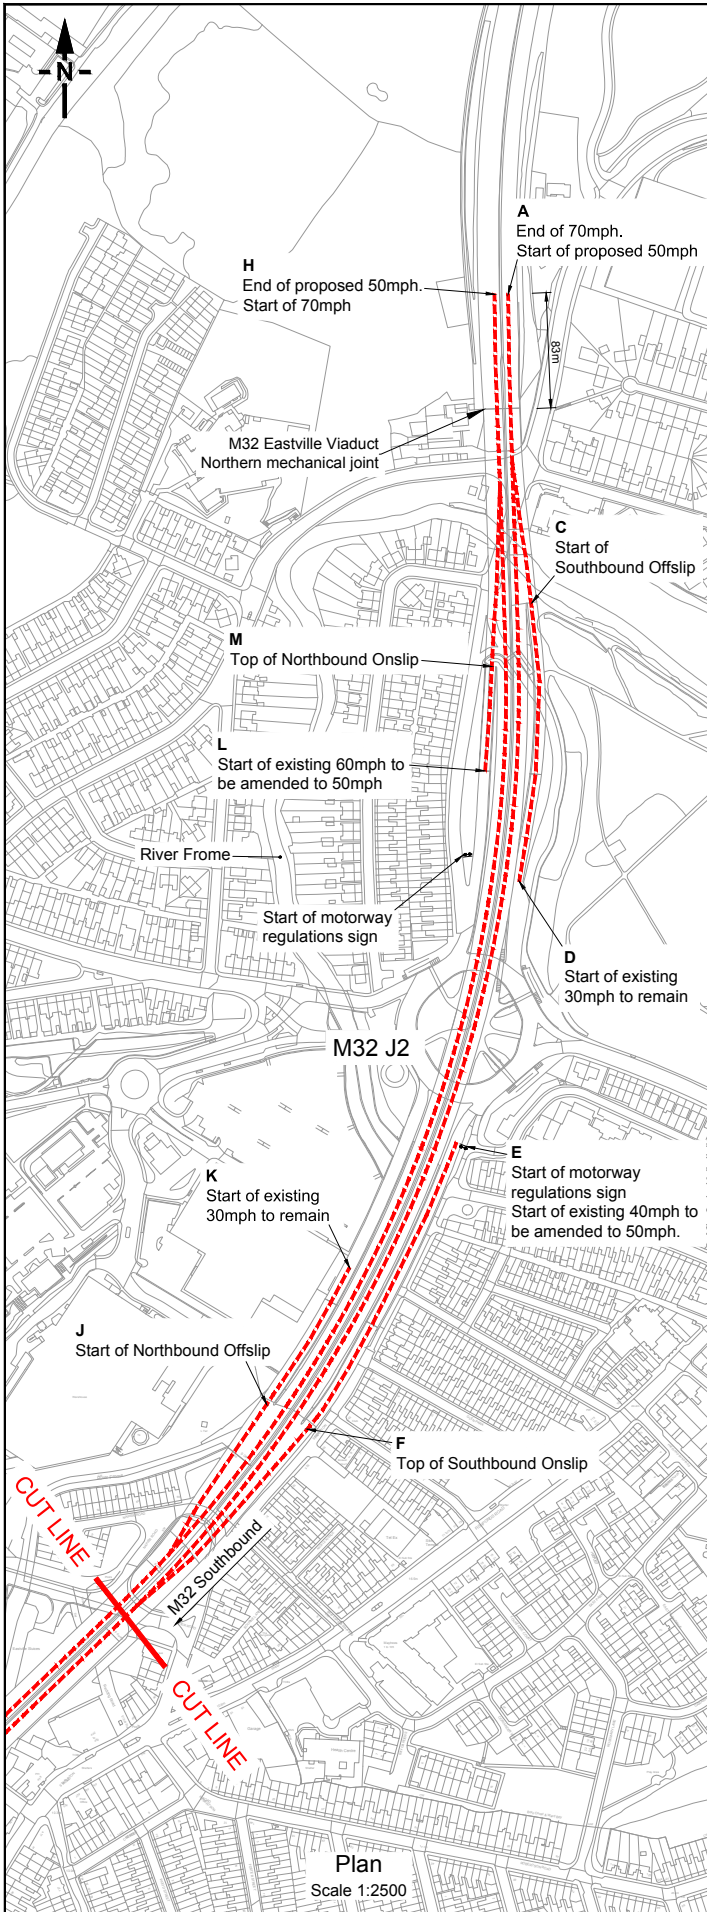 N
A
End of 70mph.
Start of proposed 50mph
H
End of proposed 50mph.
Start of 70mph
83m
M32 Eastville Viaduct
Northern mechanical joint
C
Start of
Southbound Offslip
M
Top of Northbound Onslip
L
Start of existing 60mph to
be amended to 50mph
River Frome
Start of motorway
regulations sign
D
Start of existing
30mph to remain
M32 J2
E
Start of motorway
regulations sign
Start of existing 40mph to
be amended to 50mph.
K
Start of existing
30mph to remain
J
Start of Northbound Offslip
F
Top of Southbound Onslip
CUT LINE
M32 Southbound
CUT LINE
Plan
Scale 1:2500